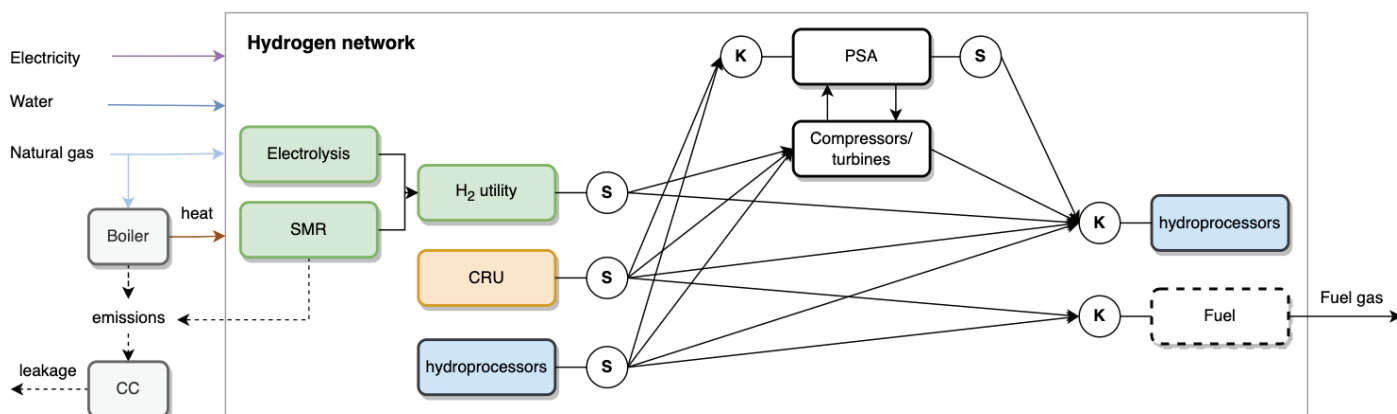 Hydrogen network
Electricity
Water
Natural gas
heat
Boiler
emissions
leakage
CC
Electrolysis
SMR
H₂ utility
S
CRU
S
hydroprocessors
S
K
PSA
S
Compressors/
turbines
K
hydroprocessors
K
Fuel
Fuel gas